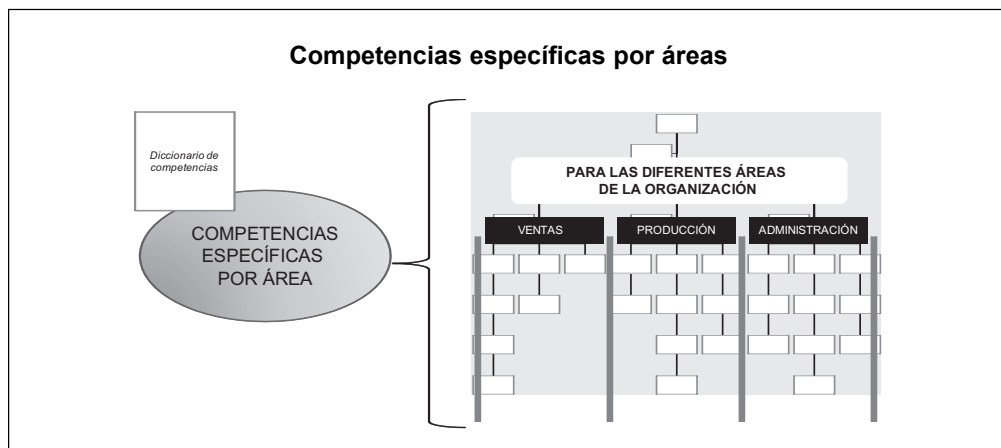 Competencias específicas por áreas
Diccionario de
competencias
COMPETENCIAS
ESPECÍFICAS
POR ÁREA
PARA LAS DIFERENTES ÁREAS
DE LA ORGANIZACIÓN
VENTAS
PRODUCCIÓN
ADMINISTRACIÓN